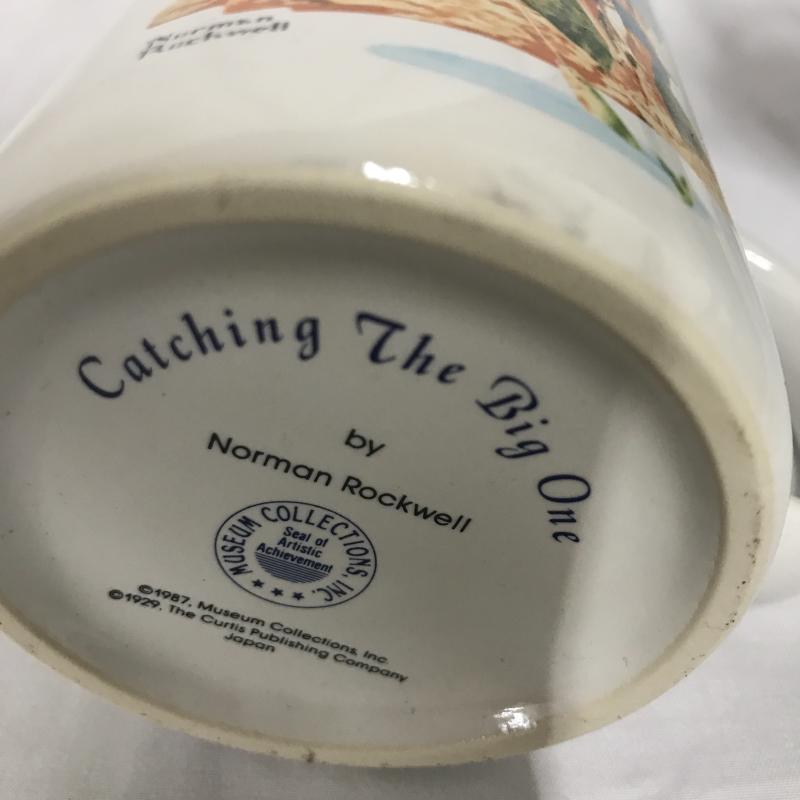 Norman
Rockwell
Catching The Big One
by
Norman Rockwell
MUSEUM COLLECTIONS, INC.
Seal of
Artistic
Achievement
©1987, Museum Collections, Inc.
©1929, The Curtis Publishing Company
Japan